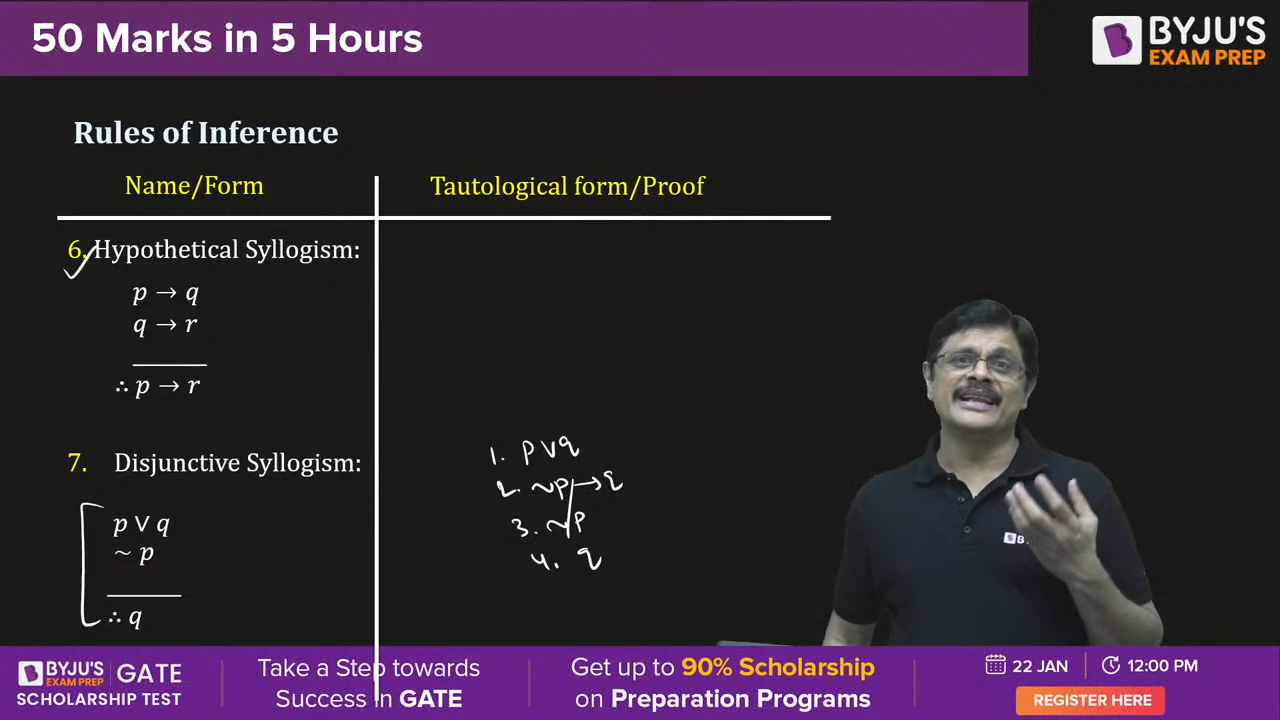 50 Marks in 5 Hours
BYJU'S
EXAM PREP
Rules of Inference
Name/Form
Tautological form/Proof
6. Hypothetical Syllogism:
p → q
q → r
∴ p → r
7. Disjunctive Syllogism:
p ∨ q
~ p
∴ q
1. p ∨ q
2. ~p → q
3. ~p
4. q
BYJU'S
EXAM PREP
GATE
SCHOLARSHIP TEST
Take a Step towards
Success in GATE
Get up to 90% Scholarship
on Preparation Programs
22 JAN
12:00 PM
REGISTER HERE